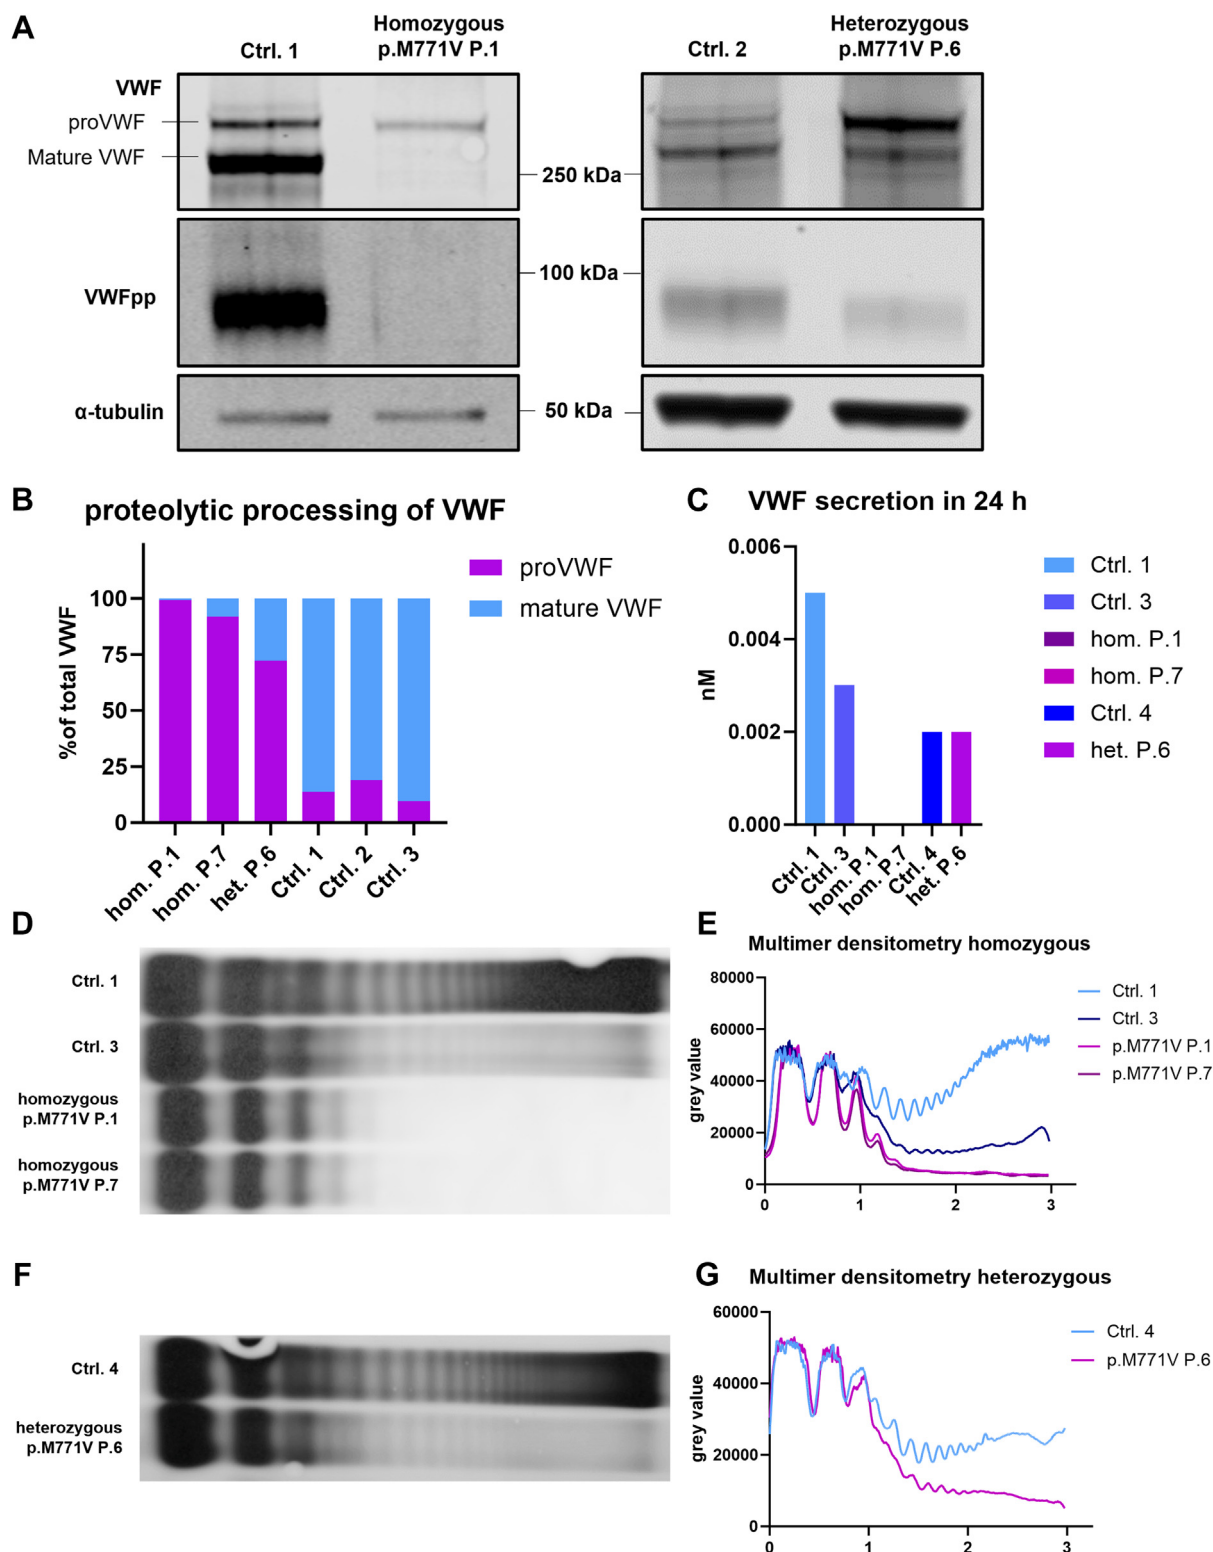 A
Ctrl. 1
Homozygous
p.M771V P.1
Ctrl. 2
Heterozygous
p.M771V P.6
VWF
proVWF
Mature VWF
250 kDa
100 kDa
VWFpp
α-tubulin
50 kDa
B
proteolytic processing of VWF
%of total VWF
100
75
50
25
0
hom. P.1
hom. P.7
het. P.6
Ctrl. 1
Ctrl. 2
Ctrl. 3
proVWF
mature VWF
C
VWF secretion in 24 h
nM
0.006
0.004
0.002
0.000
Ctrl. 1
Ctrl. 3
hom. P.1
hom. P.7
Ctrl. 4
het. P.6
Ctrl. 1
Ctrl. 3
hom. P.1
hom. P.7
Ctrl. 4
het. P.6
D
Ctrl. 1
Ctrl. 3
homozygous
p.M771V P.1
homozygous
p.M771V P.7
E
Multimer densitometry homozygous
grey value
80000
60000
40000
20000
0
0 1 2 3
Ctrl. 1
Ctrl. 3
p.M771V P.1
p.M771V P.7
F
Ctrl. 4
heterozygous
p.M771V P.6
G
Multimer densitometry heterozygous
grey value
60000
40000
20000
0
0 1 2 3
Ctrl. 4
p.M771V P.6